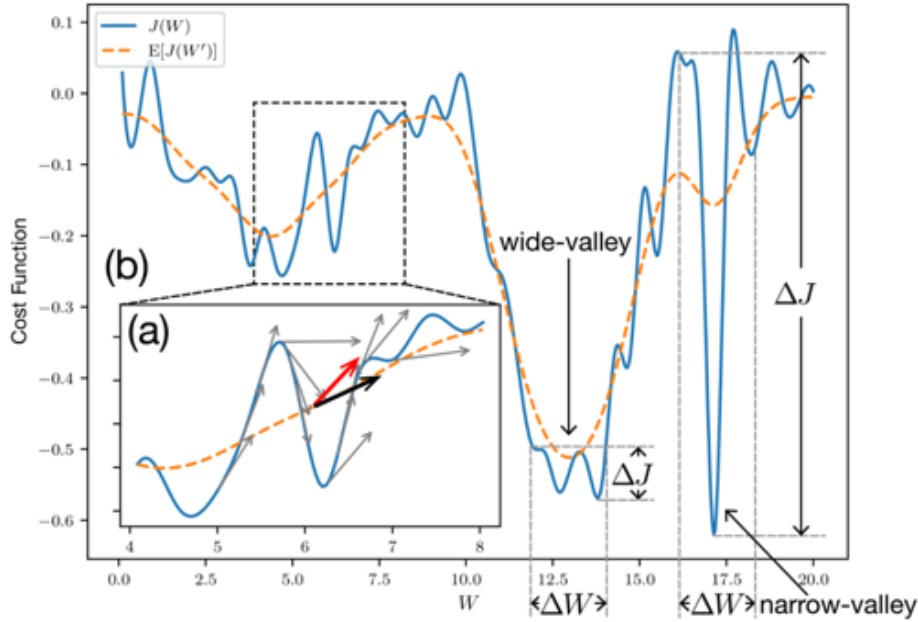 J(W)
E[J(W′)]
0.1
0.0
−0.1
−0.2
−0.3
−0.4
−0.5
−0.6
Cost Function
(b)
(a)
4
5
6
7
8
wide-valley
ΔJ
ΔJ
0.0
2.5
5.0
7.5
10.0
12.5
15.0
17.5
20.0
W
ΔW
ΔW
narrow-valley